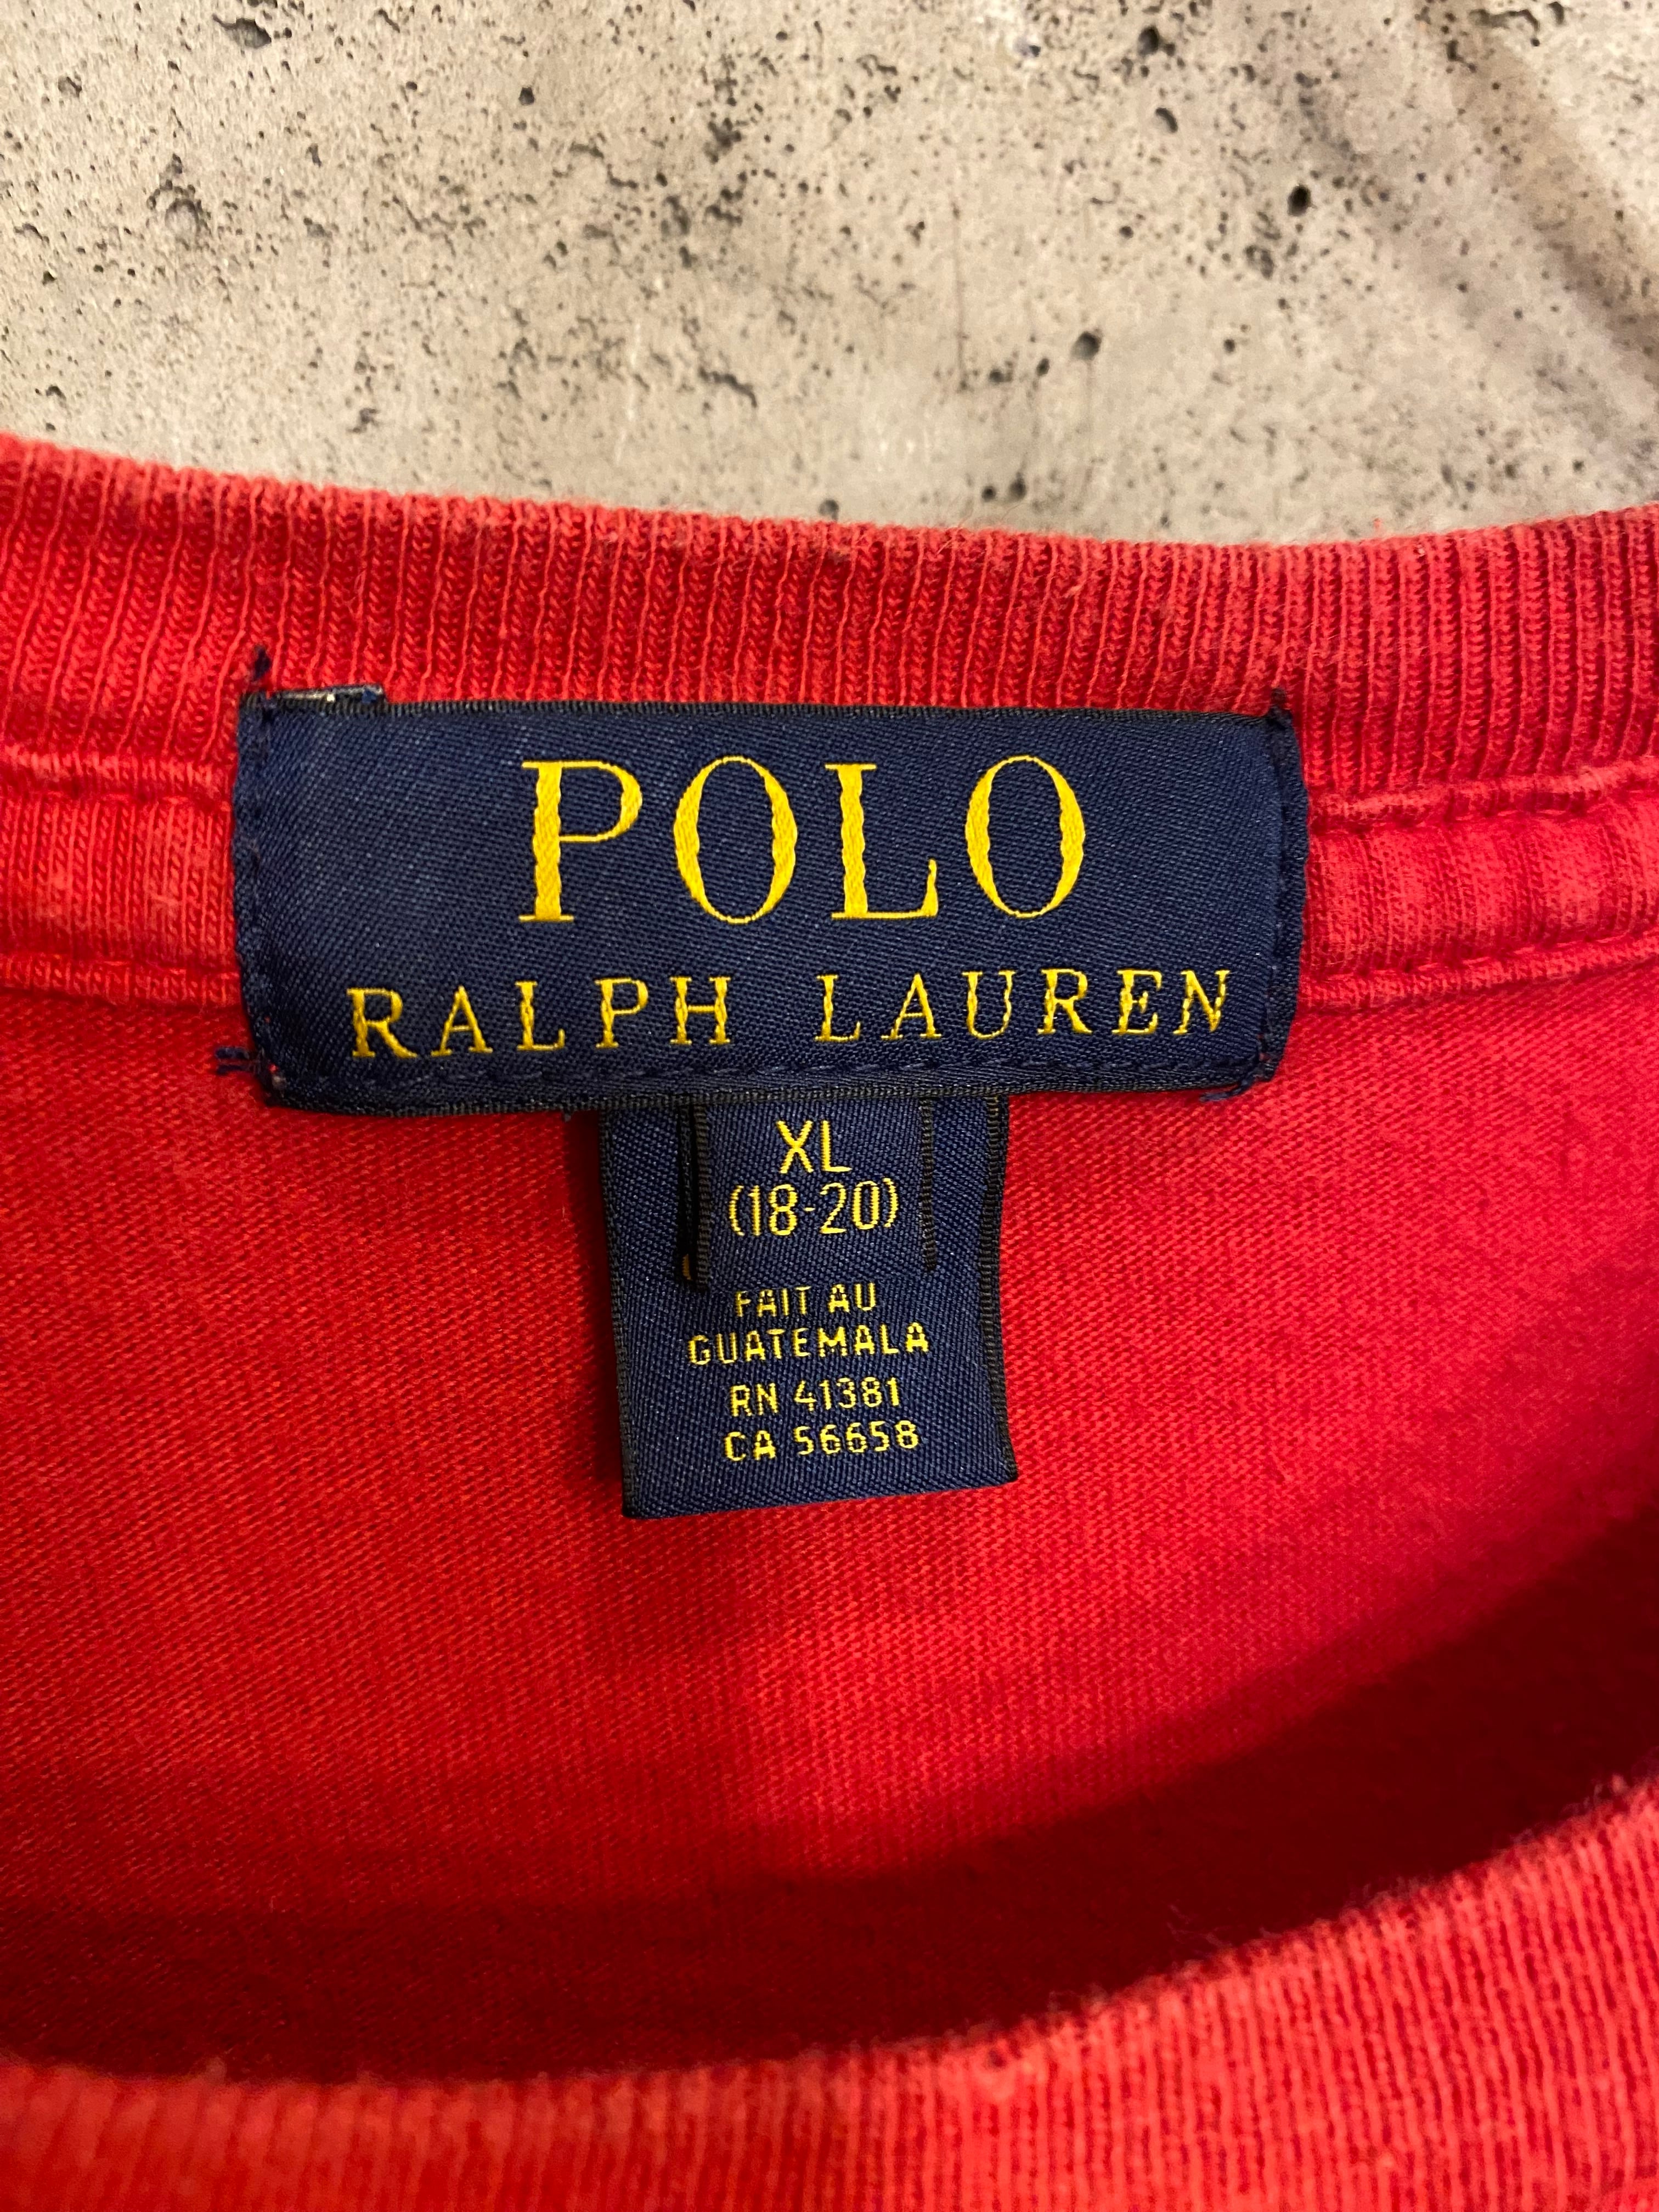 POLO
RALPH LAUREN
XL
(18-20)
FAIT AU
GUATEMALA
RN 41381
CA 56658